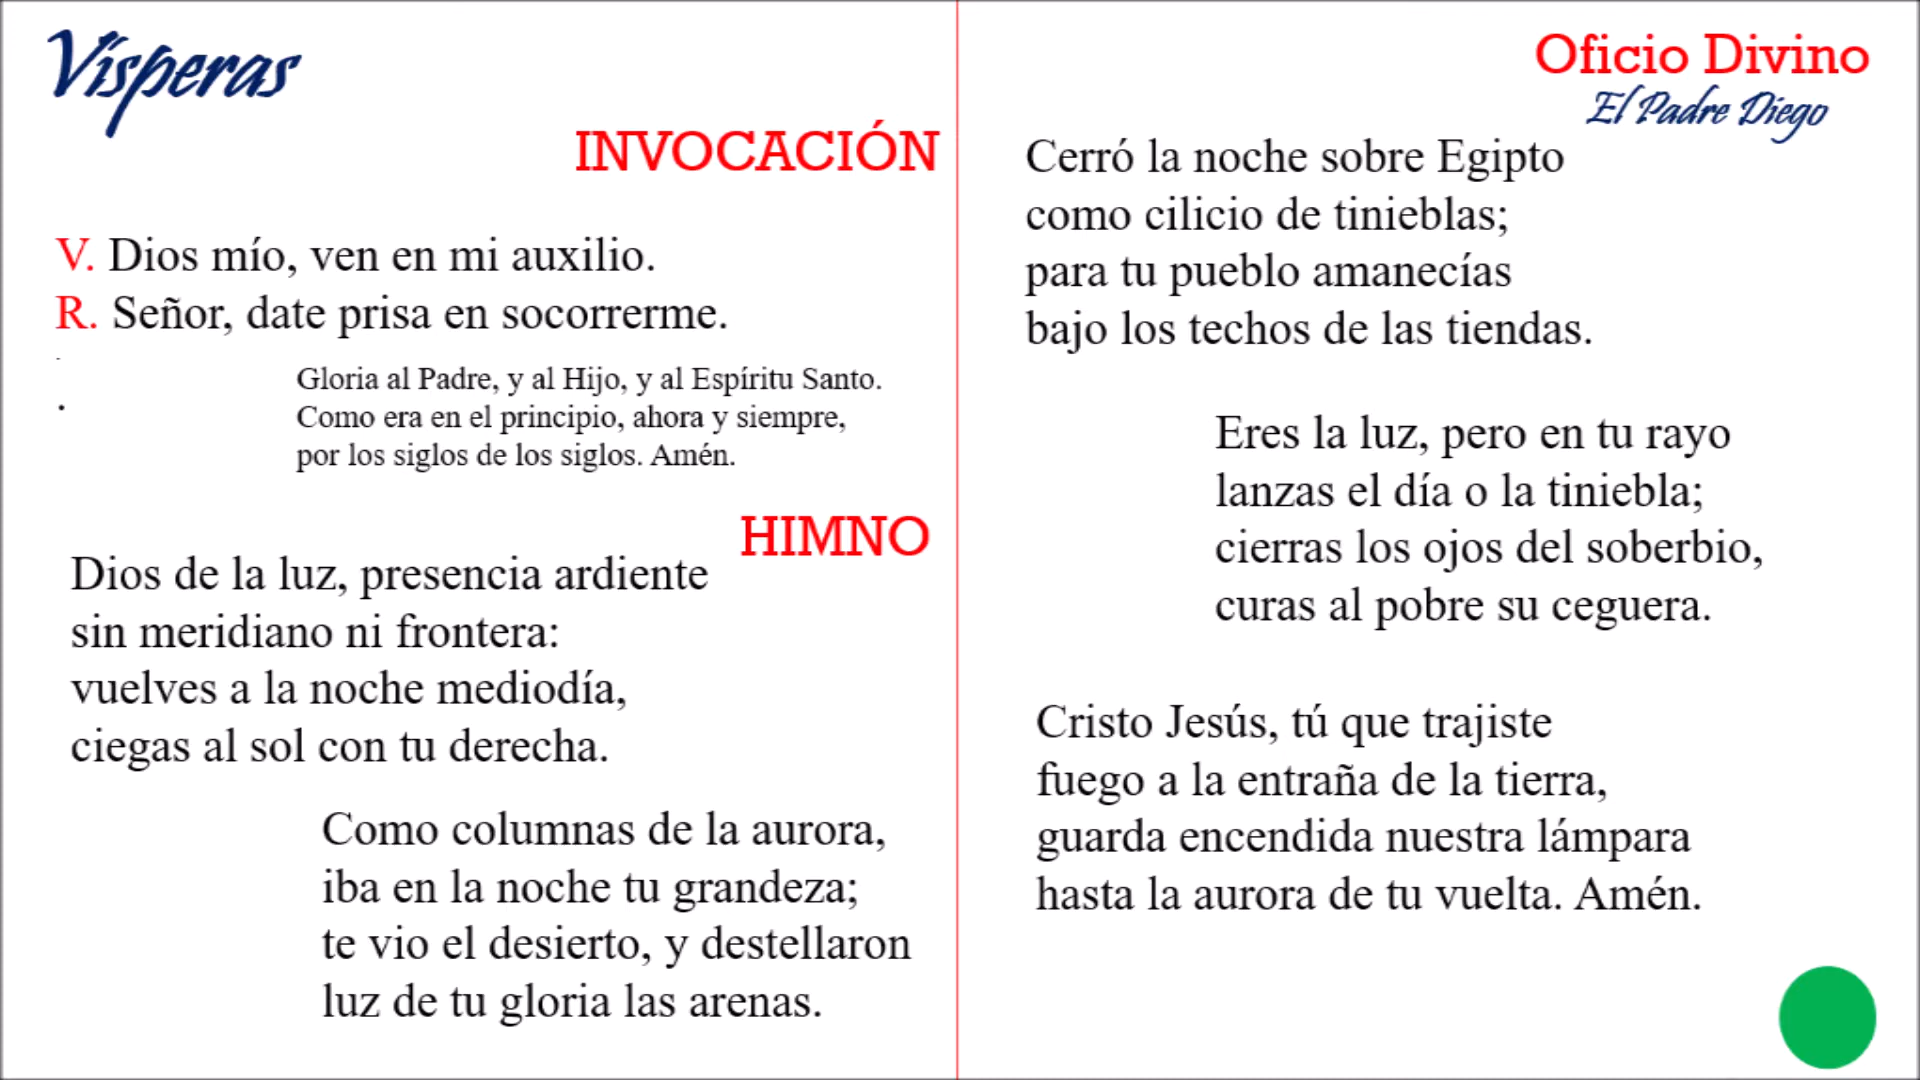 Vísperas
INVOCACIÓN
V. Dios mío, ven en mi auxilio.
R. Señor, date prisa en socorrerme.
Gloria al Padre, y al Hijo, y al Espíritu Santo.
Como era en el principio, ahora y siempre,
por los siglos de los siglos. Amén.
HIMNO
Dios de la luz, presencia ardiente
sin meridiano ni frontera:
vuelves a la noche mediodía,
ciegas al sol con tu derecha.
Como columnas de la aurora,
iba en la noche tu grandeza;
te vio el desierto, y destellaron
luz de tu gloria las arenas.
Oficio Divino
El Padre Diego
Cerró la noche sobre Egipto
como cilicio de tinieblas;
para tu pueblo amanecías
bajo los techos de las tiendas.
Eres la luz, pero en tu rayo
lanzas el día o la tiniebla;
cierras los ojos del soberbio,
curas al pobre su ceguera.
Cristo Jesús, tú que trajiste
fuego a la entraña de la tierra,
guarda encendida nuestra lámpara
hasta la aurora de tu vuelta. Amén.